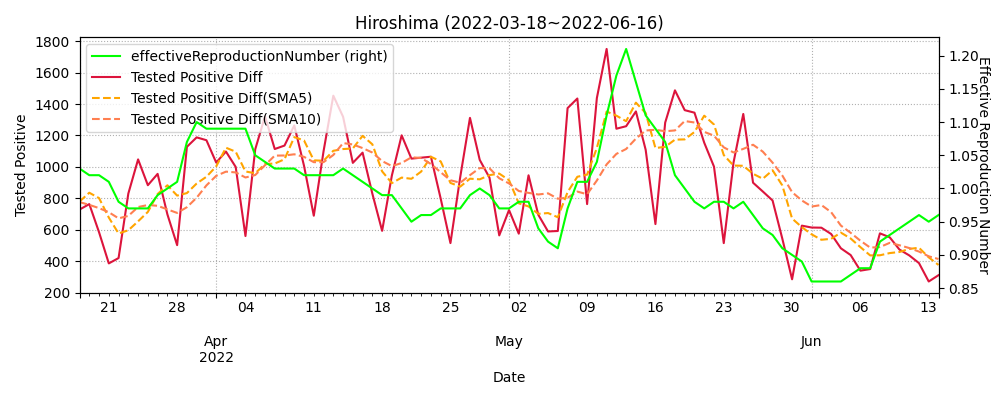 Hiroshima (2022-03-18~2022-06-16)
effectiveReproductionNumber (right)
Tested Positive Diff
Tested Positive Diff(SMA5)
Tested Positive Diff(SMA10)
Tested Positive
1800
1600
1400
1200
1000
800
600
400
200
1.20
1.15
1.10
1.05
1.00
0.95
0.90
0.85
Effective Reproduction Number
21 28 04 11 18 25 02 09 16 23 30 06 13
Apr May Jun
2022
Date